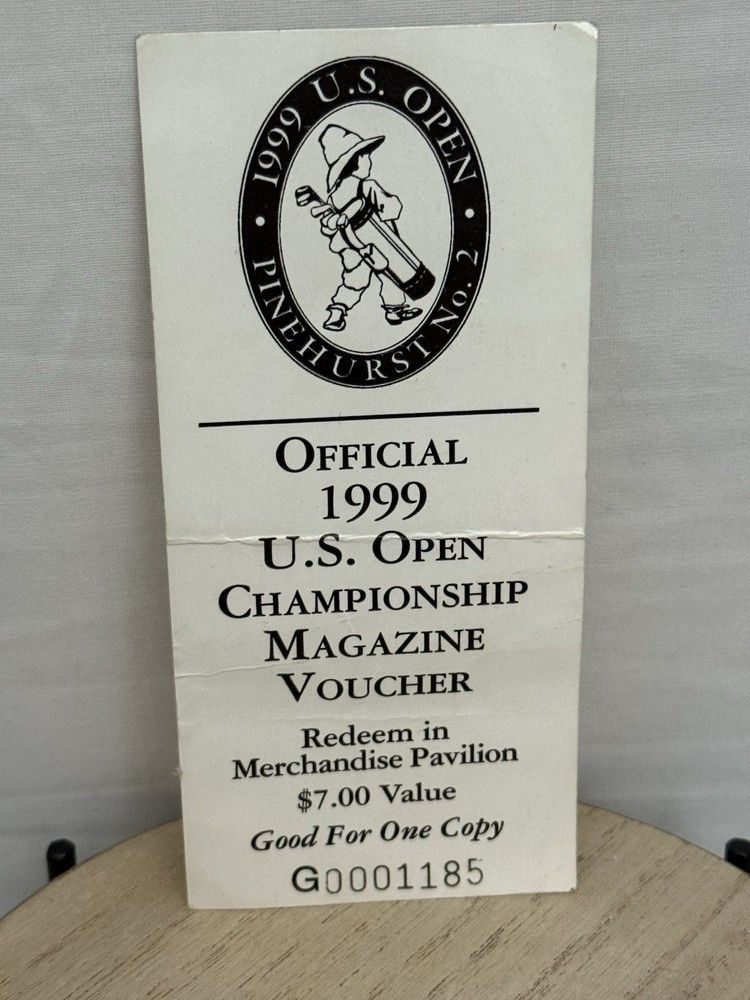 1999 U.S. OPEN
• PINEHURST No. 2 •
OFFICIAL
1999
U.S. OPEN
CHAMPIONSHIP
MAGAZINE
VOUCHER
Redeem in
Merchandise Pavilion
$7.00 Value
Good For One Copy
G0001185